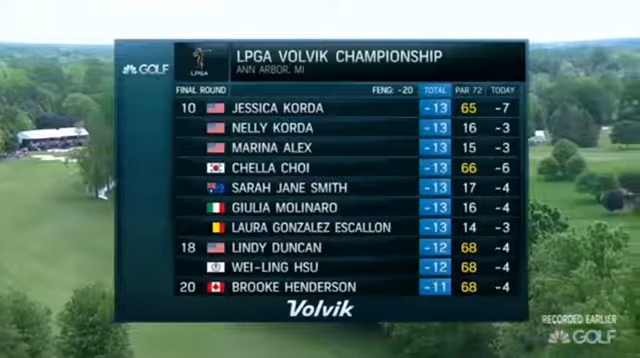 LPGA VOLVIK CHAMPIONSHIP
ANN ARBOR, MI
GOLF
LPGA
FINAL ROUND FENG: -20 TOTAL PAR 72 TODAY
10 JESSICA KORDA -13 65 -7
NELLY KORDA -13 16 -3
MARINA ALEX -13 15 -3
CHELLA CHOI -13 66 -6
SARAH JANE SMITH -13 17 -4
GIULIA MOLINARO -13 16 -4
LAURA GONZALEZ ESCALLON -13 14 -3
18 LINDY DUNCAN -12 68 -4
WEI-LING HSU -12 68 -4
20 BROOKE HENDERSON -11 68 -4
Volvik
RECORDED EARLIER
GOLF